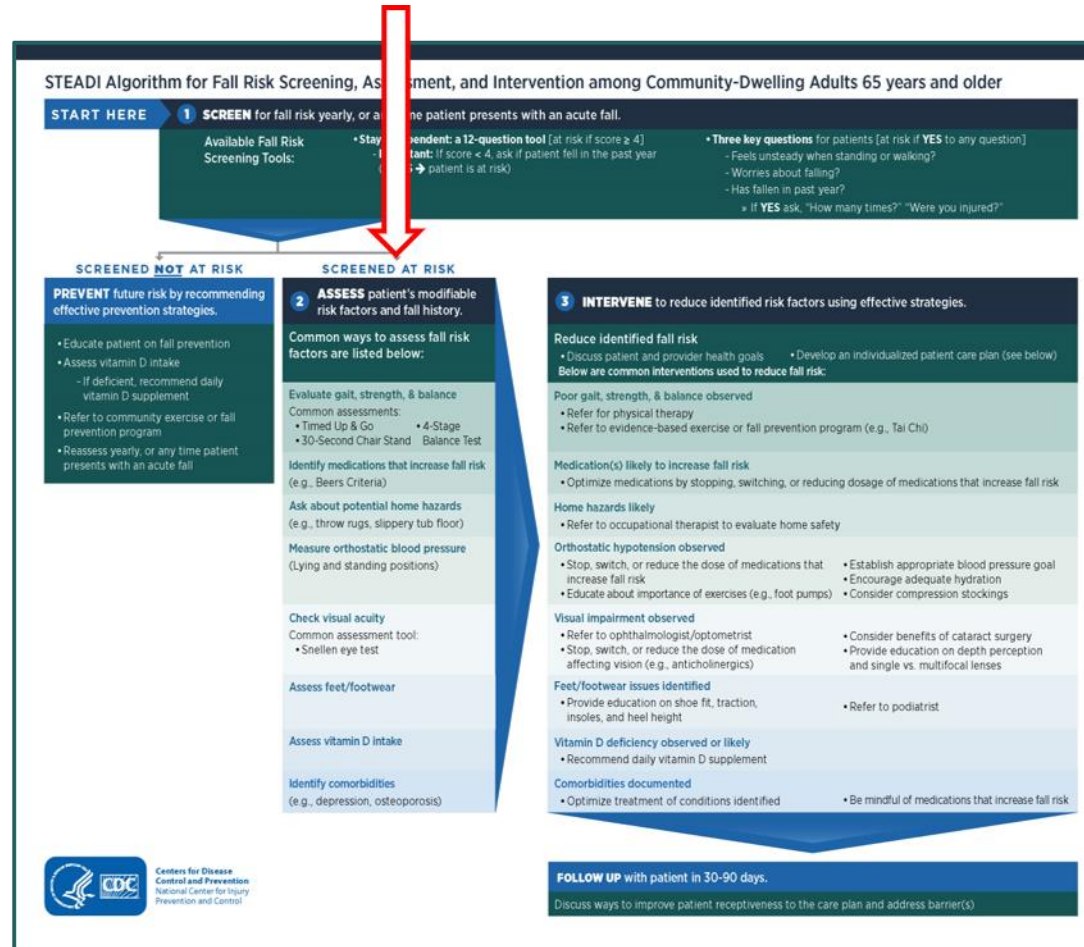 STEADI Algorithm for Fall Risk Screening, As ment, and Intervention among Community-Dwelling Adults 65 years and older
START HERE
1 SCREEN for fall risk yearly, or a me patient presents with an acute fall.
Available Fall Risk
Screening Tools:
• Stay pendent: a 12-question tool [at risk if score ≥ 4]
- tant: If score < 4, ask if patient fell in the past year
( S → patient is at risk)
• Three key questions for patients [at risk if YES to any question]
- Feels unsteady when standing or walking?
- Worries about falling?
- Has fallen in past year?
» If YES ask, "How many times?" "Were you injured?"
SCREENED NOT AT RISK
PREVENT future risk by recommending
effective prevention strategies.
• Educate patient on fall prevention
• Assess vitamin D intake
- If deficient, recommend daily
vitamin D supplement
• Refer to community exercise or fall
prevention program
• Reassess yearly, or any time patient
presents with an acute fall
SCREENED AT RISK
2 ASSESS patient's modifiable
risk factors and fall history.
Common ways to assess fall risk
factors are listed below:
Evaluate gait, strength, & balance
Common assessments:
• Timed Up & Go • 4-Stage
• 30-Second Chair Stand Balance Test
Identify medications that increase fall risk
(e.g., Beers Criteria)
Ask about potential home hazards
(e.g., throw rugs, slippery tub floor)
Measure orthostatic blood pressure
(Lying and standing positions)
Check visual acuity
Common assessment tool:
• Snellen eye test
Assess feet/footwear
Assess vitamin D intake
Identify comorbidities
(e.g., depression, osteoporosis)
3 INTERVENE to reduce identified risk factors using effective strategies.
Reduce identified fall risk
• Discuss patient and provider health goals • Develop an individualized patient care plan (see below)
Below are common interventions used to reduce fall risk:
Poor gait, strength, & balance observed
• Refer for physical therapy
• Refer to evidence-based exercise or fall prevention program (e.g., Tai Chi)
Medication(s) likely to increase fall risk
• Optimize medications by stopping, switching, or reducing dosage of medications that increase fall risk
Home hazards likely
• Refer to occupational therapist to evaluate home safety
Orthostatic hypotension observed
• Stop, switch, or reduce the dose of medications that
increase fall risk
• Educate about importance of exercises (e.g., foot pumps)
• Establish appropriate blood pressure goal
• Encourage adequate hydration
• Consider compression stockings
Visual impairment observed
• Refer to ophthalmologist/optometrist
• Stop, switch, or reduce the dose of medication
affecting vision (e.g., anticholinergics)
• Consider benefits of cataract surgery
• Provide education on depth perception
and single vs. multifocal lenses
Feet/footwear issues identified
• Provide education on shoe fit, traction,
insoles, and heel height
• Refer to podiatrist
Vitamin D deficiency observed or likely
• Recommend daily vitamin D supplement
Comorbidities documented
• Optimize treatment of conditions identified
• Be mindful of medications that increase fall risk
FOLLOW UP with patient in 30-90 days.
Discuss ways to improve patient receptiveness to the care plan and address barrier(s)
CDC
Centers for Disease
Control and Prevention
National Center for Injury
Prevention and Control